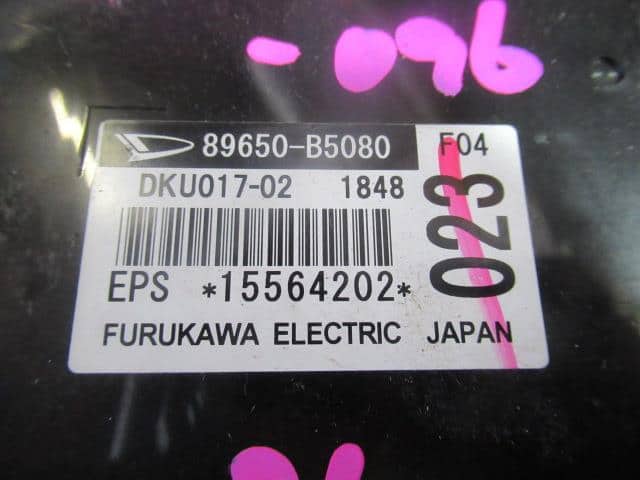 -096
89650-B5080 F04
DKU017-02 1848
023
EPS *15564202*
FURUKAWA ELECTRIC JAPAN